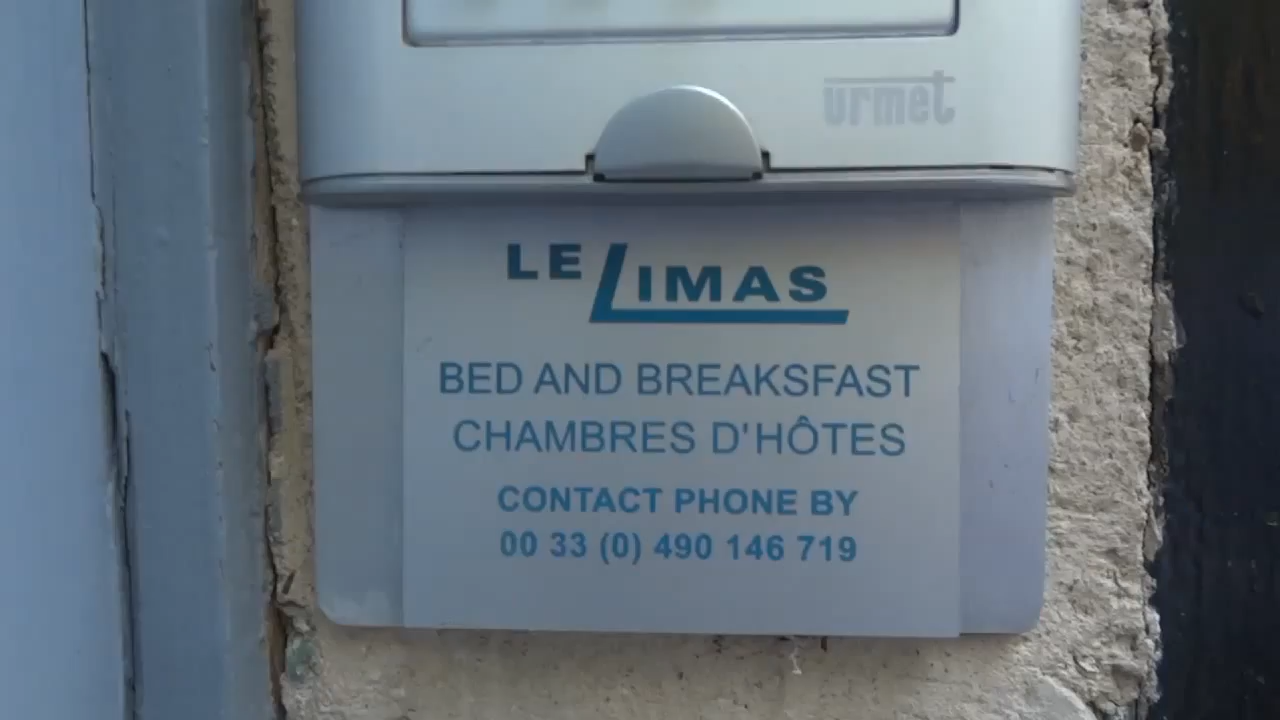 urmet
LE LIMAS
BED AND BREAKSFAST
CHAMBRES D'HÔTES
CONTACT PHONE BY
00 33 (0) 490 146 719